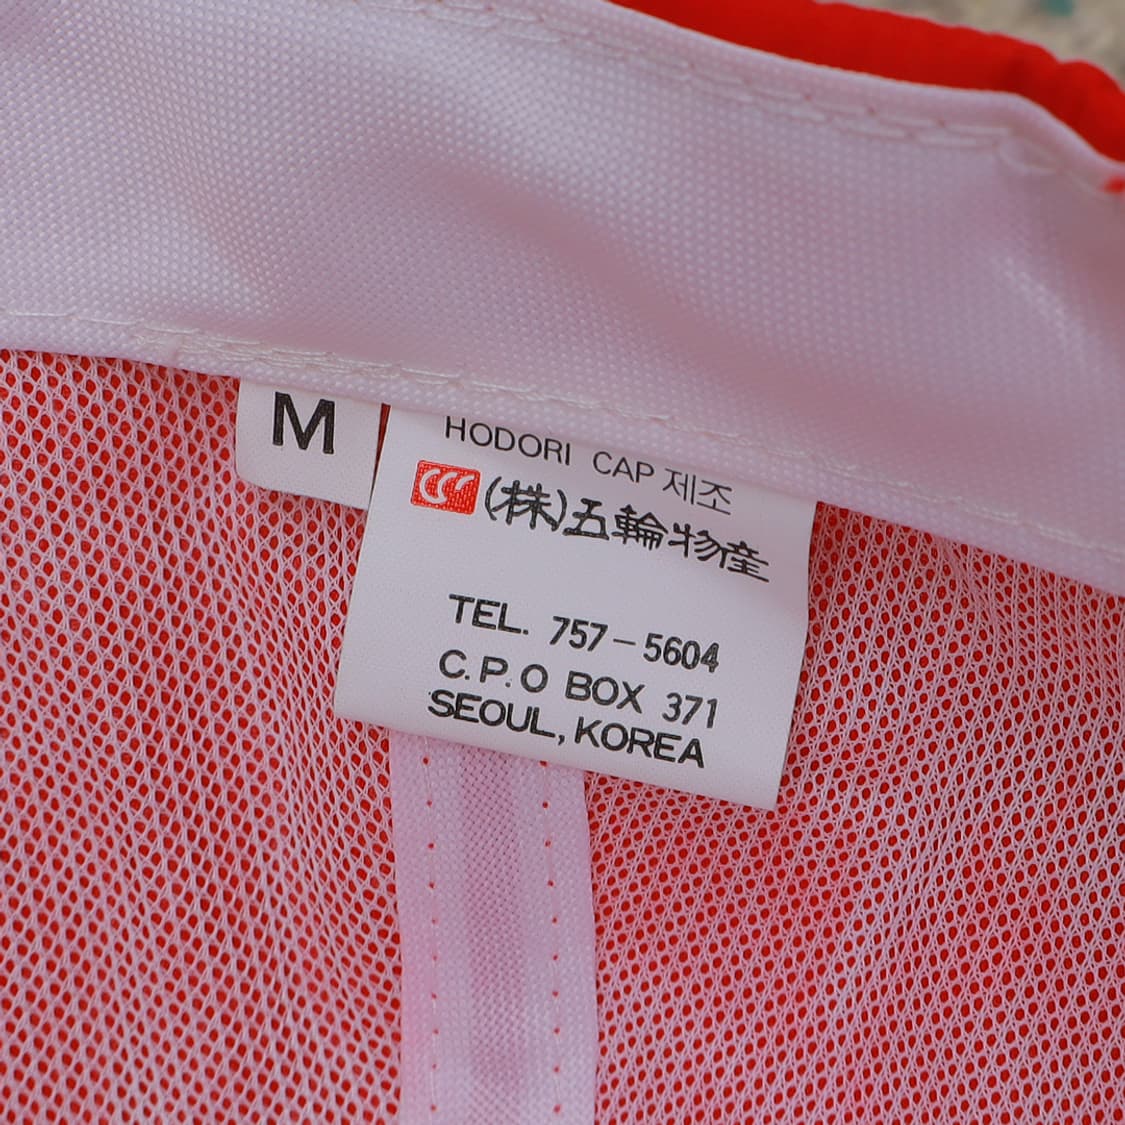 M
HODORI CAP 제조
(株)五輪物産
TEL. 757-5604
C.P.O BOX 371
SEOUL, KOREA